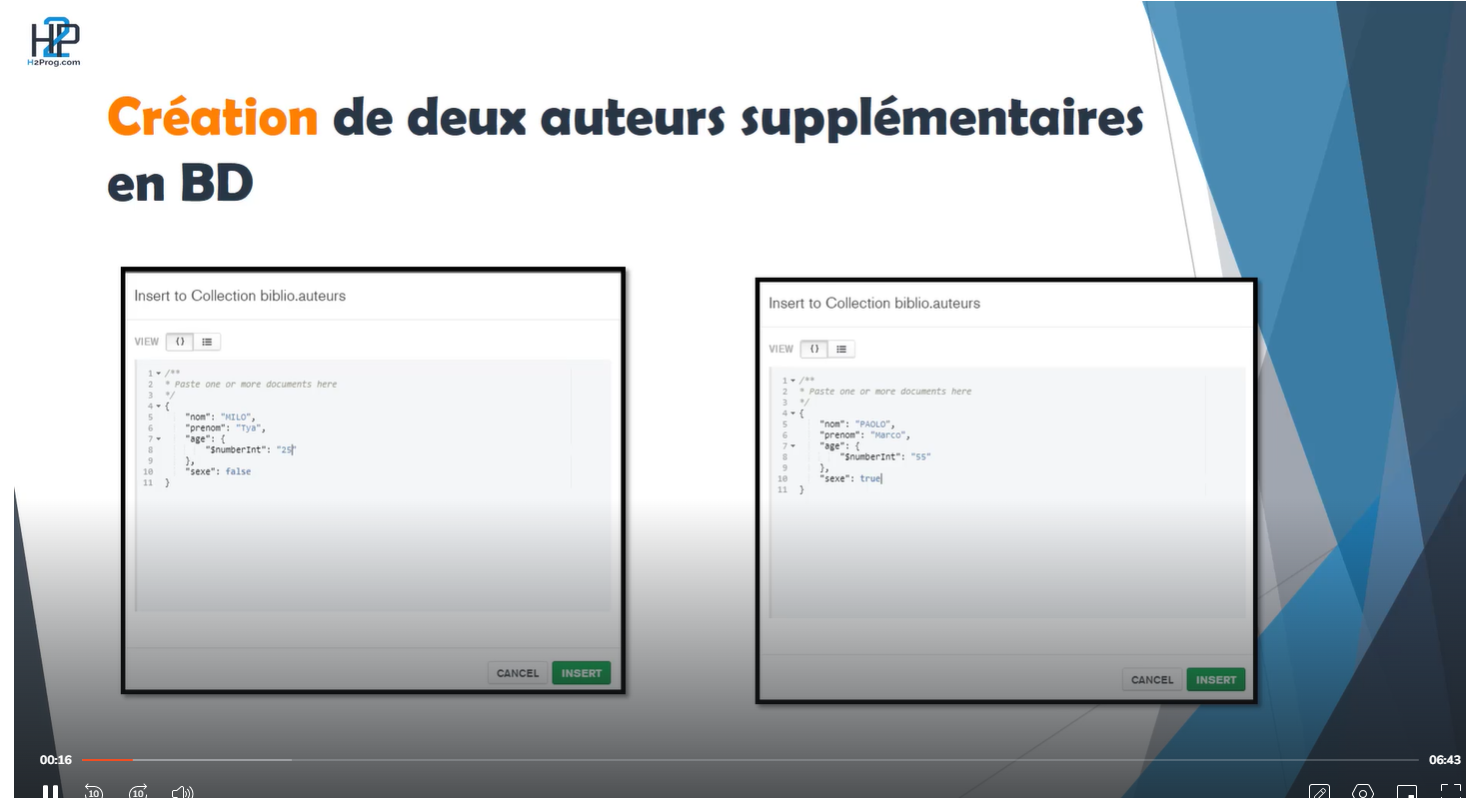 H2P
H2Prog.com
Création de deux auteurs supplémentaires
en BD
Insert to Collection biblio.auteurs
VIEW {}
1 /**
2 * Paste one or more documents here
3 */
4 {
5 "nom": "MILO",
6 "prenom": "Tya",
7 "age": {
8 "$numberInt": "25"
9 },
10 "sexe": false
11 }
CANCEL INSERT
Insert to Collection biblio.auteurs
VIEW {}
1 /**
2 * Paste one or more documents here
3 */
4 {
5 "nom": "PAOLO",
6 "prenom": "Marco",
7 "age": {
8 "$numberInt": "55"
9 },
10 "sexe": true
11 }
CANCEL INSERT
00:16 06:43
10 10